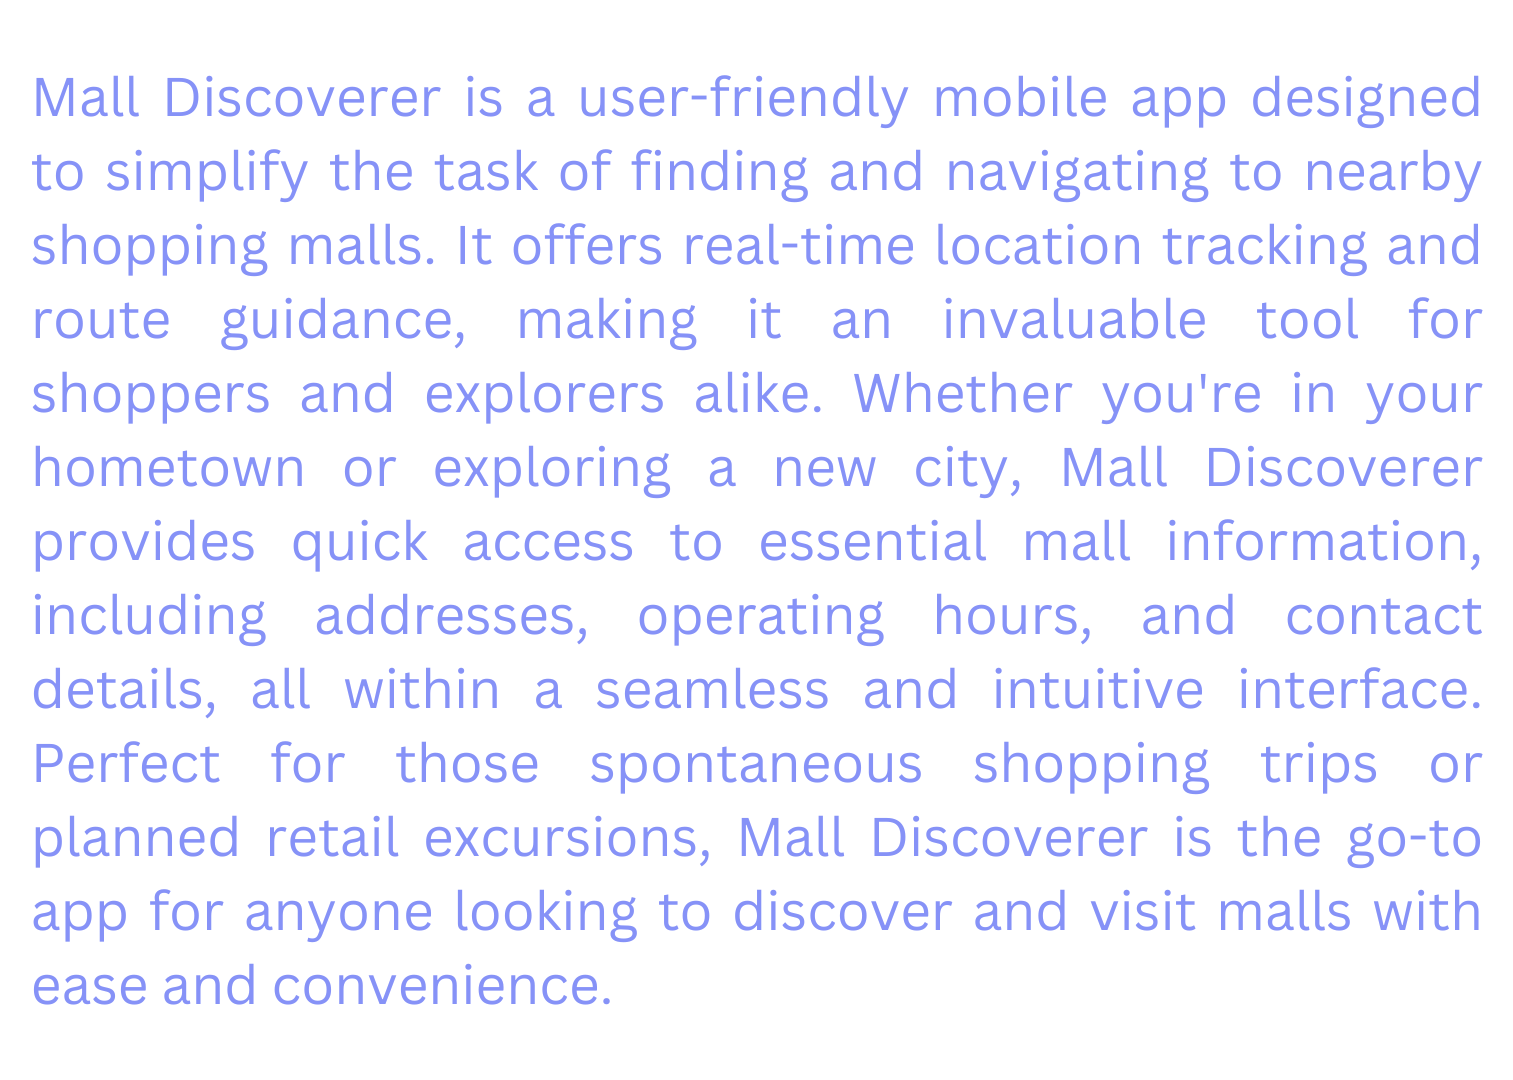 Mall Discoverer is a user-friendly mobile app designed
to simplify the task of finding and navigating to nearby
shopping malls. It offers real-time location tracking and
route guidance, making it an invaluable tool for
shoppers and explorers alike. Whether you're in your
hometown or exploring a new city, Mall Discoverer
provides quick access to essential mall information,
including addresses, operating hours, and contact
details, all within a seamless and intuitive interface.
Perfect for those spontaneous shopping trips or
planned retail excursions, Mall Discoverer is the go-to
app for anyone looking to discover and visit malls with
ease and convenience.